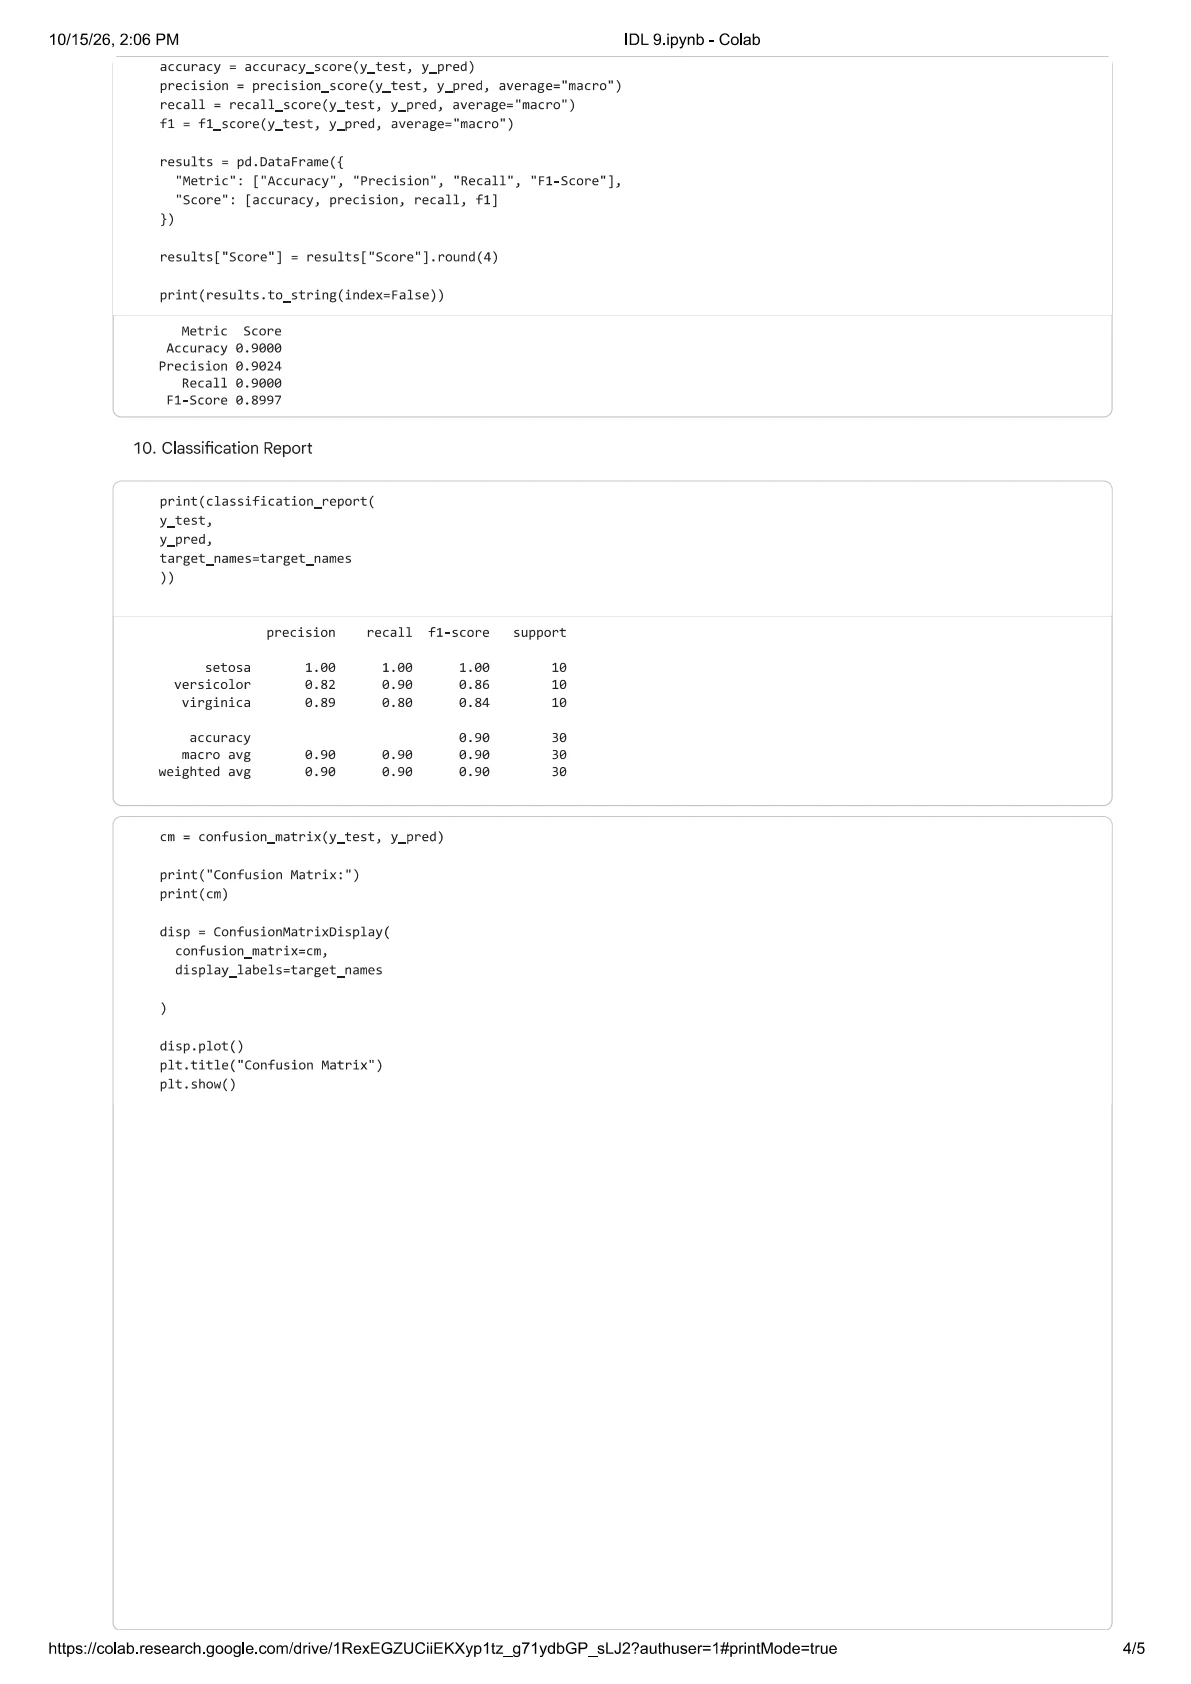 10/15/26, 2:06 PM IDL 9.ipynb - Colab
accuracy = accuracy_score(y_test, y_pred)
precision = precision_score(y_test, y_pred, average="macro")
recall = recall_score(y_test, y_pred, average="macro")
f1 = f1_score(y_test, y_pred, average="macro")
results = pd.DataFrame({
"Metric": ["Accuracy", "Precision", "Recall", "F1-Score"],
"Score": [accuracy, precision, recall, f1]
})
results["Score"] = results["Score"].round(4)
print(results.to_string(index=False))
Metric Score
Accuracy 0.9000
Precision 0.9024
Recall 0.9000
F1-Score 0.8997
10. Classification Report
print(classification_report(
y_test,
y_pred,
target_names=target_names
))
precision recall f1-score support
setosa 1.00 1.00 1.00 10
versicolor 0.82 0.90 0.86 10
virginica 0.89 0.80 0.84 10
accuracy 0.90 30
macro avg 0.90 0.90 0.90 30
weighted avg 0.90 0.90 0.90 30
cm = confusion_matrix(y_test, y_pred)
print("Confusion Matrix:")
print(cm)
disp = ConfusionMatrixDisplay(
confusion_matrix=cm,
display_labels=target_names
)
disp.plot()
plt.title("Confusion Matrix")
plt.show()
https://colab.research.google.com/drive/1RexEGZUCiiEKXyp1tz_g71ydbGP_sLJ2?authuser=1#printMode=true 4/5